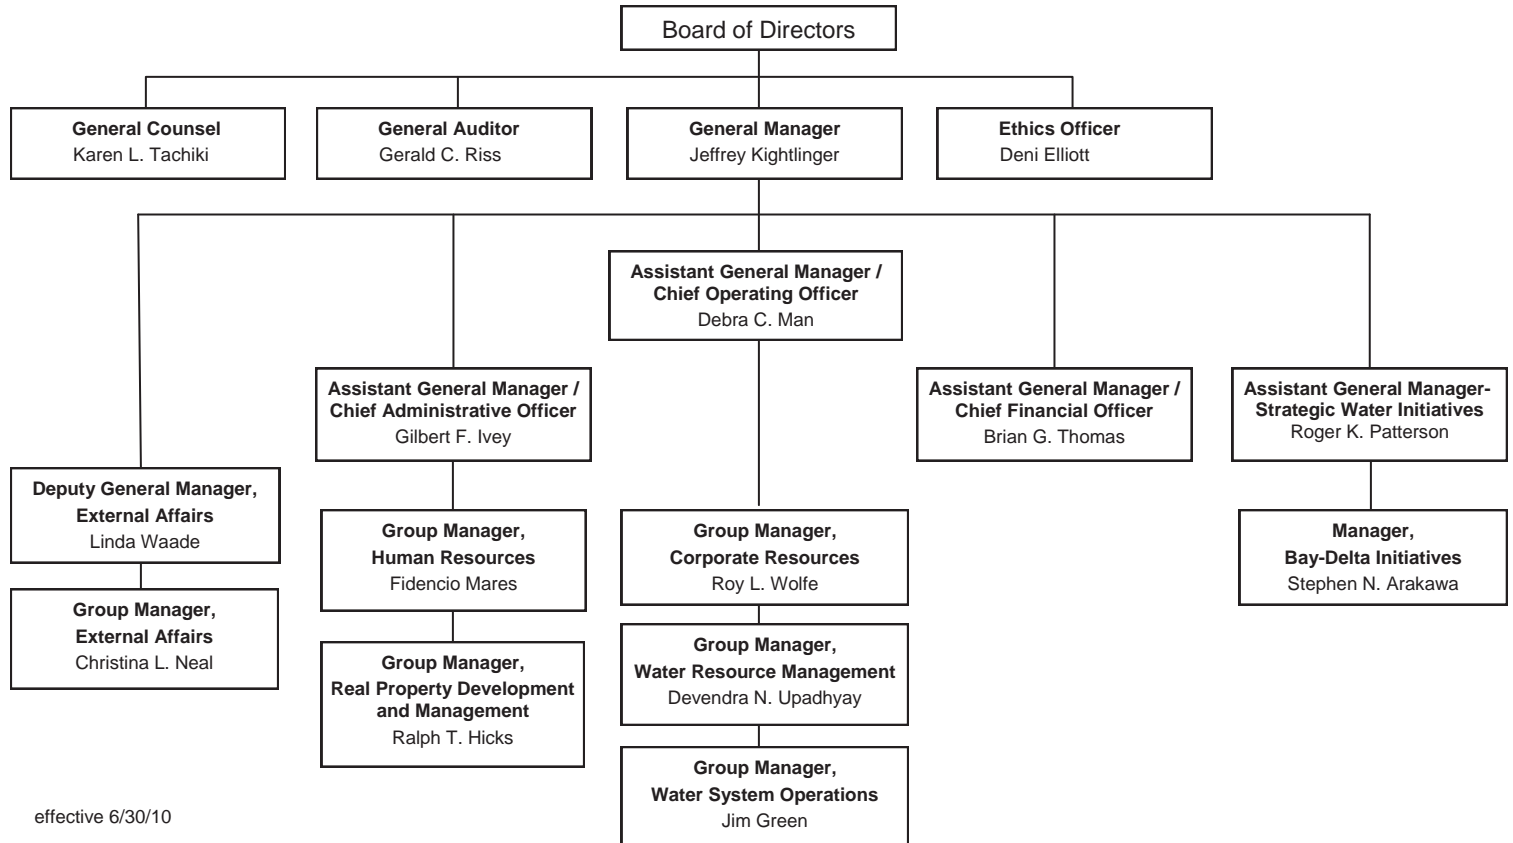 Board of Directors
General Counsel
Karen L. Tachiki
General Auditor
Gerald C. Riss
General Manager
Jeffrey Kightlinger
Ethics Officer
Deni Elliott
Assistant General Manager /
Chief Operating Officer
Debra C. Man
Assistant General Manager /
Chief Administrative Officer
Gilbert F. Ivey
Assistant General Manager /
Chief Financial Officer
Brian G. Thomas
Assistant General Manager-
Strategic Water Initiatives
Roger K. Patterson
Deputy General Manager,
External Affairs
Linda Waade
Group Manager,
Human Resources
Fidencio Mares
Group Manager,
Corporate Resources
Roy L. Wolfe
Manager,
Bay-Delta Initiatives
Stephen N. Arakawa
Group Manager,
External Affairs
Christina L. Neal
Group Manager,
Real Property Development
and Management
Ralph T. Hicks
Group Manager,
Water Resource Management
Devendra N. Upadhyay
Group Manager,
Water System Operations
Jim Green
effective 6/30/10